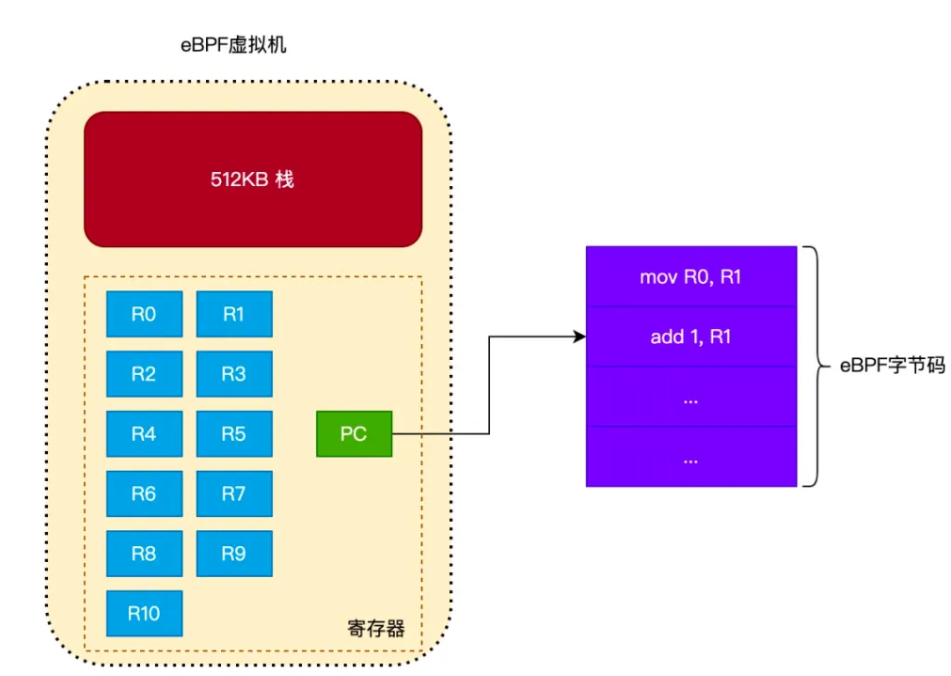 eBPF虚拟机
512KB 栈
R0 R1
R2 R3
R4 R5
PC
R6 R7
R8 R9
R10
寄存器
mov R0, R1
add 1, R1
...
...
eBPF字节码